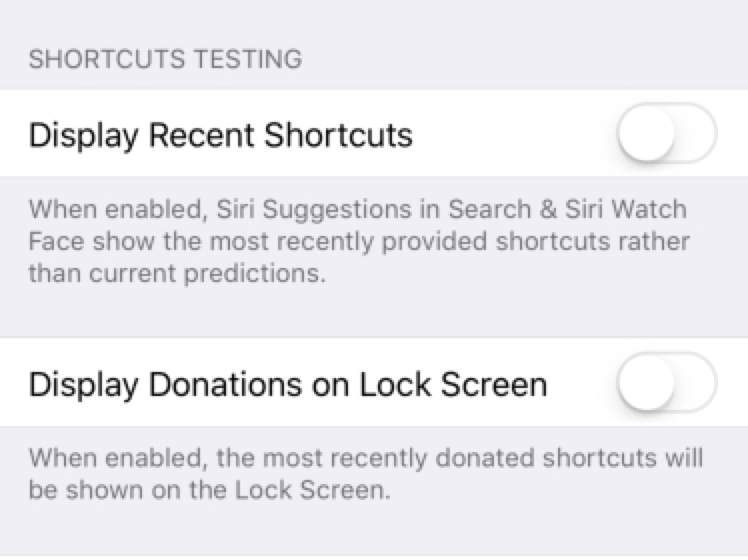 SHORTCUTS TESTING
Display Recent Shortcuts
When enabled, Siri Suggestions in Search & Siri Watch
Face show the most recently provided shortcuts rather
than current predictions.
Display Donations on Lock Screen
When enabled, the most recently donated shortcuts will
be shown on the Lock Screen.